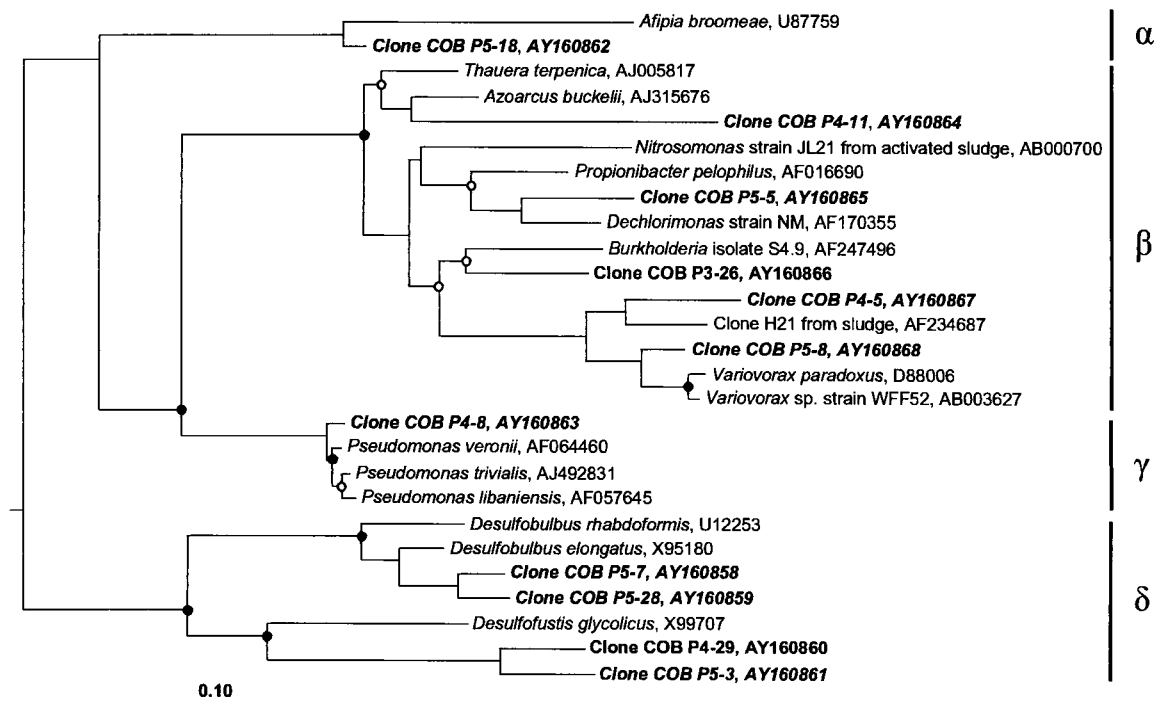 Afipia broomeae, U87759
Clone COB P5-18, AY160862
α
Thauera terpenica, AJ005817
Azoarcus buckelii, AJ315676
Clone COB P4-11, AY160864
Nitrosomonas strain JL21 from activated sludge, AB000700
Propionibacter pelophilus, AF016690
Clone COB P5-5, AY160865
Dechlorimonas strain NM, AF170355
Burkholderia isolate S4.9, AF247496
Clone COB P3-26, AY160866
Clone COB P4-5, AY160867
Clone H21 from sludge, AF234687
Clone COB P5-8, AY160868
Variovorax paradoxus, D88006
Variovorax sp. strain WFF52, AB003627
β
Clone COB P4-8, AY160863
Pseudomonas veronii, AF064460
Pseudomonas trivialis, AJ492831
Pseudomonas libaniensis, AF057645
γ
Desulfobulbus rhabdoformis, U12253
Desulfobulbus elongatus, X95180
Clone COB P5-7, AY160858
Clone COB P5-28, AY160859
Desulfofustis glycolicus, X99707
Clone COB P4-29, AY160860
Clone COB P5-3, AY160861
δ
0.10